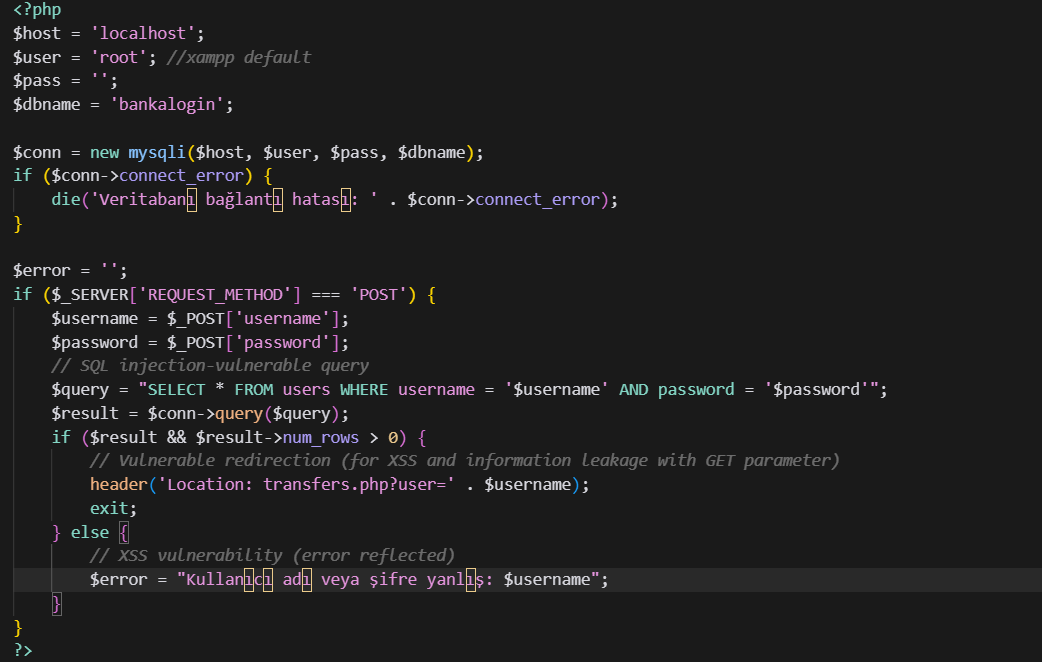 <?php
$host = 'localhost';
$user = 'root'; //xampp default
$pass = '';
$dbname = 'bankalogin';

$conn = new mysqli($host, $user, $pass, $dbname);
if ($conn->connect_error) {
    die('Veritabanı bağlantı hatası: ' . $conn->connect_error);
}

$error = '';
if ($_SERVER['REQUEST_METHOD'] === 'POST') {
    $username = $_POST['username'];
    $password = $_POST['password'];
    // SQL injection-vulnerable query
    $query = "SELECT * FROM users WHERE username = '$username' AND password = '$password'";
    $result = $conn->query($query);
    if ($result && $result->num_rows > 0) {
        // Vulnerable redirection (for XSS and information leakage with GET parameter)
        header('Location: transfers.php?user=' . $username);
        exit;
    } else {
        // XSS vulnerability (error reflected)
        $error = "Kullanıcı adı veya şifre yanlış: $username";
    }
}
?>